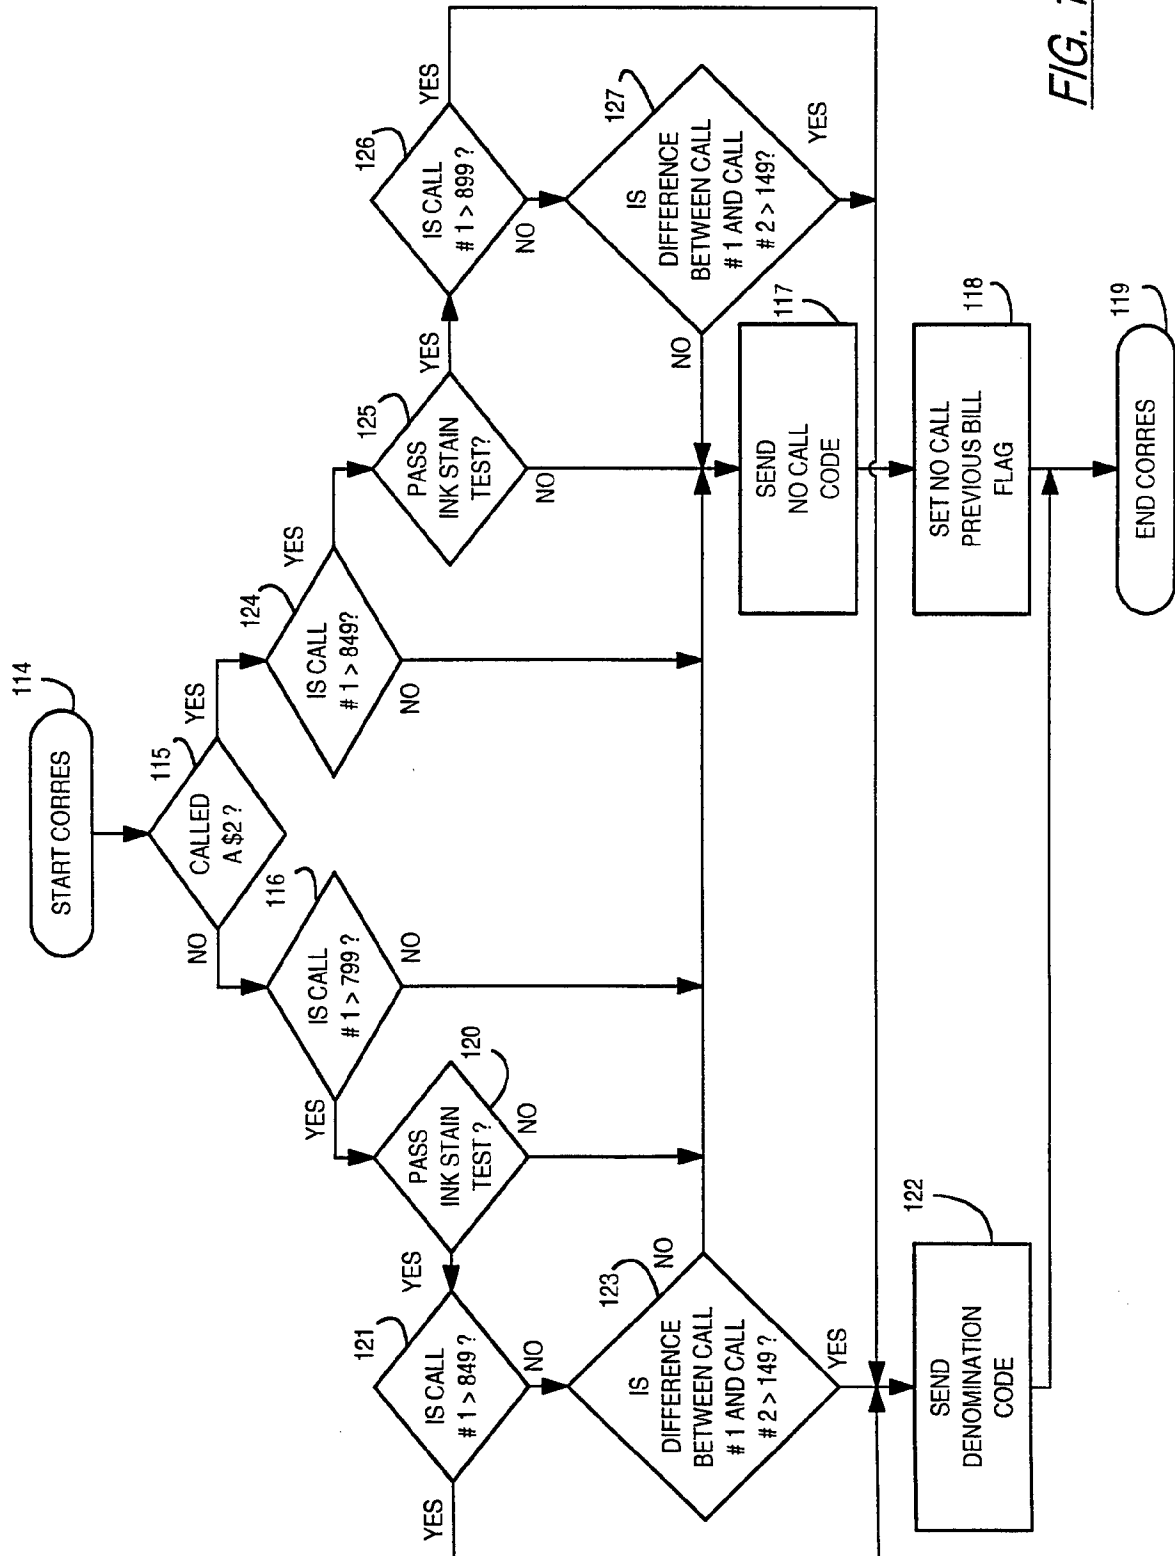 START CORRES
114
CALLED
A $2 ?
115
NO
YES
IS CALL
# 1 > 799 ?
116
YES
NO
IS CALL
# 1 > 849?
124
YES
NO
PASS
INK STAIN
TEST ?
120
YES
NO
PASS
INK STAIN
TEST?
125
YES
NO
IS CALL
# 1 > 849 ?
121
YES
NO
IS CALL
# 1 > 899 ?
126
YES
NO
IS
DIFFERENCE
BETWEEN CALL
# 1 AND CALL
# 2 > 149 ?
123
NO
YES
IS
DIFFERENCE
BETWEEN CALL
# 1 AND CALL
# 2 > 149?
127
NO
YES
SEND
NO CALL
CODE
117
SEND
DENOMINATION
CODE
122
SET NO CALL
PREVIOUS BILL
FLAG
118
END CORRES
119
FIG.